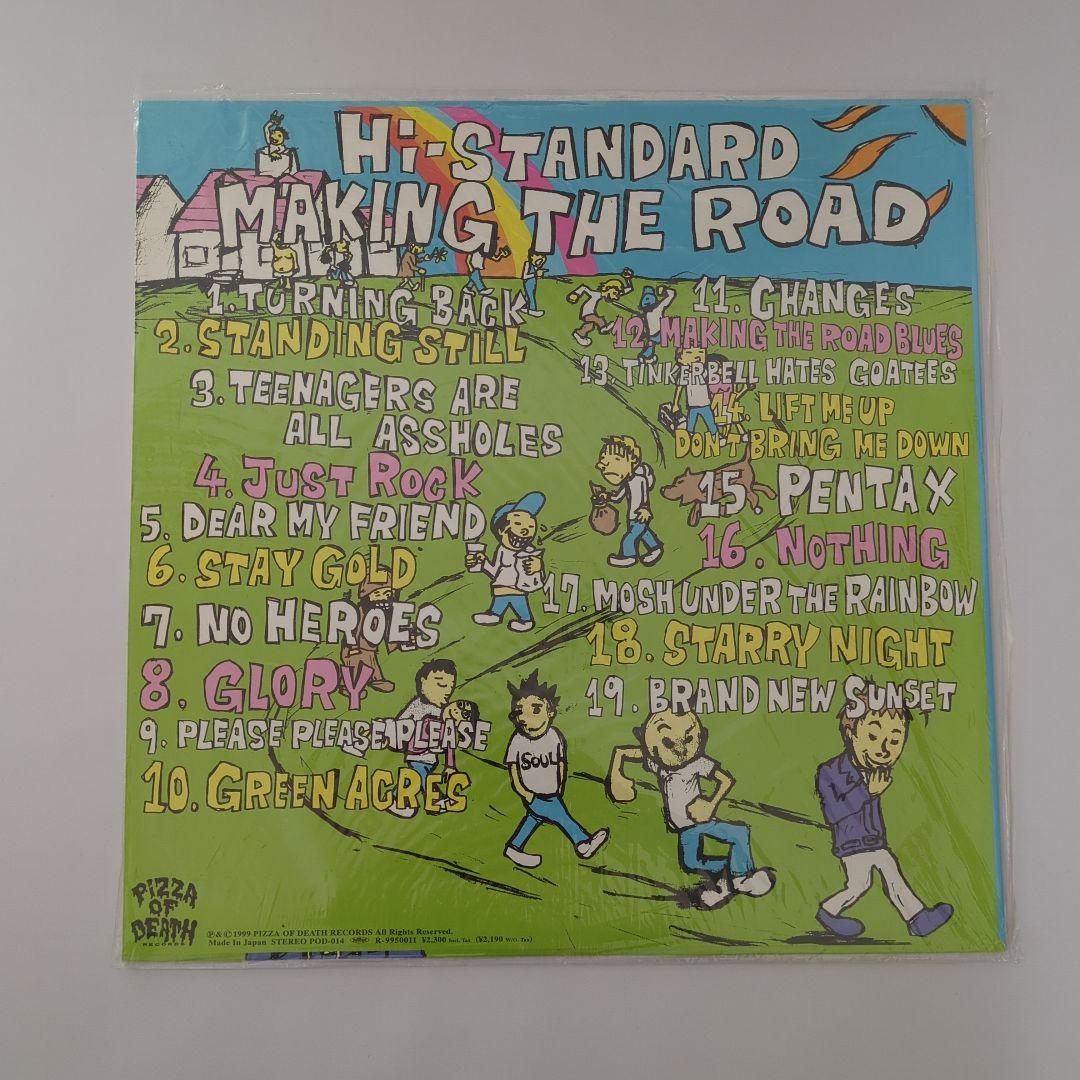 Hi-STANDARD
MAKING THE ROAD
1. TURNING BACK
2. STANDING STILL
3. TEENAGERS ARE
ALL ASSHOLES
4. JUST ROCK
5. DEAR MY FRIEND
6. STAY GOLD
7. NO HEROES
8. GLORY
9. PLEASE PLEASE PLEASE
10. GREEN ACRES
11. CHANGES
12. MAKING THE ROAD BLUES
13 TINKERBELL HATES GOATEES
14. LIFT ME UP
DON'T BRING ME DOWN
15. PENTAX
16. NOTHING
17. MOSH UNDER THE RAINBOW
18. STARRY NIGHT
19. BRAND NEW SUNSET
SOUL
PIZZA
OF
DEATH
RECORDS
℗&©1999 PIZZA OF DEATH RECORDS All Rights Reserved.
Made In Japan STEREO POD-014 R-9950011 ¥2,300 Incl. Tax (¥2,190 W/O. Tax)